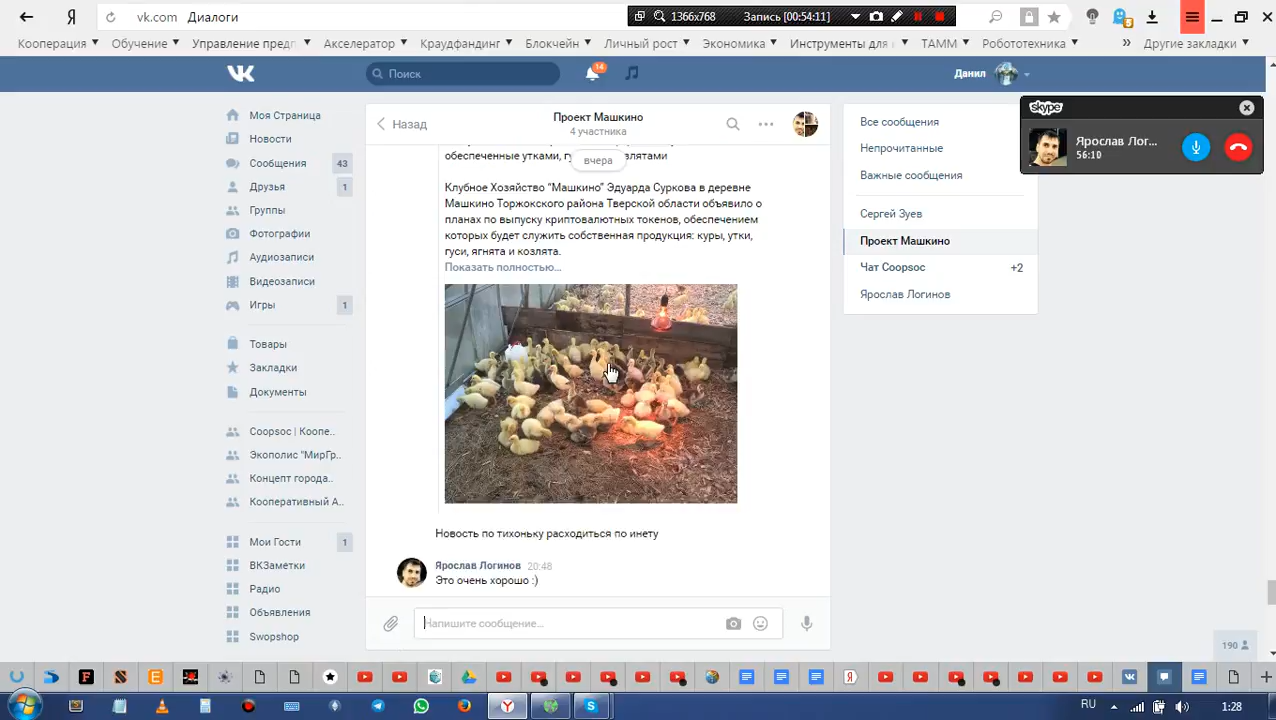 vk.com Диалоги
1366x768 Запись [00:54:11]
5
Кооперация Обучение Управление предп Акселератор Краудфандинг Блокчейн Личный рост Экономика Инструменты для ТАММ Робототехника » Другие закладки
Поиск
14
Данил
Моя Страница
Новости
Сообщения 43
Друзья 1
Группы
Фотографии
Аудиозаписи
Видеозаписи
Игры 1
Товары
Закладки
Документы
Coopsoc | Коопе..
Экополис "МирГр..
Концепт города..
Кооперативный А..
Мои Гости 1
ВКЗаметки
Радио
Объявления
Swopshop
Назад
Проект Машкино
4 участника
вчера
Клубное Хозяйство "Машкино" Эдуарда Суркова в деревне
Машкино Торжокского района Тверской области объявило о
планах по выпуску криптовалютных токенов, обеспечением
которых будет служить собственная продукция: куры, утки,
гуси, ягнята и козлята.
Показать полностью...
Новость по тихоньку расходиться по инету
Ярослав Логинов 20:48
Это очень хорошо :)
Напишите сообщение...
Все сообщения
Непрочитанные
Важные сообщения
Сергей Зуев
Проект Машкино
Чат Coopsoc +2
Ярослав Логинов
skype
Ярослав Лог...
56:10
190
RU 1:28